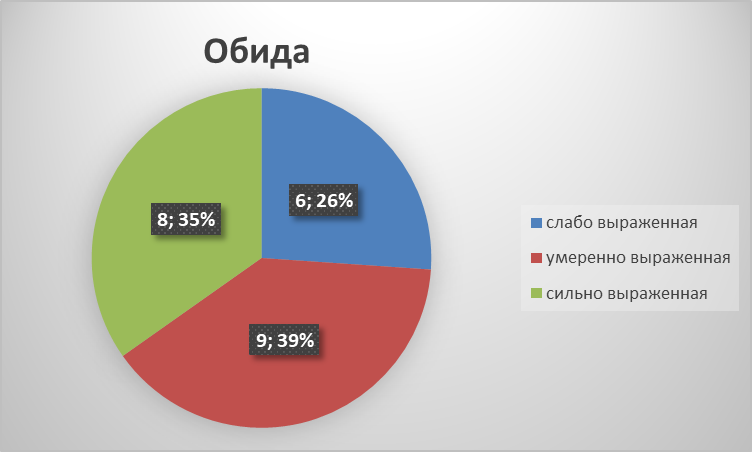 Обида
6; 26%
8; 35%
9; 39%
слабо выраженная
умеренно выраженная
сильно выраженная